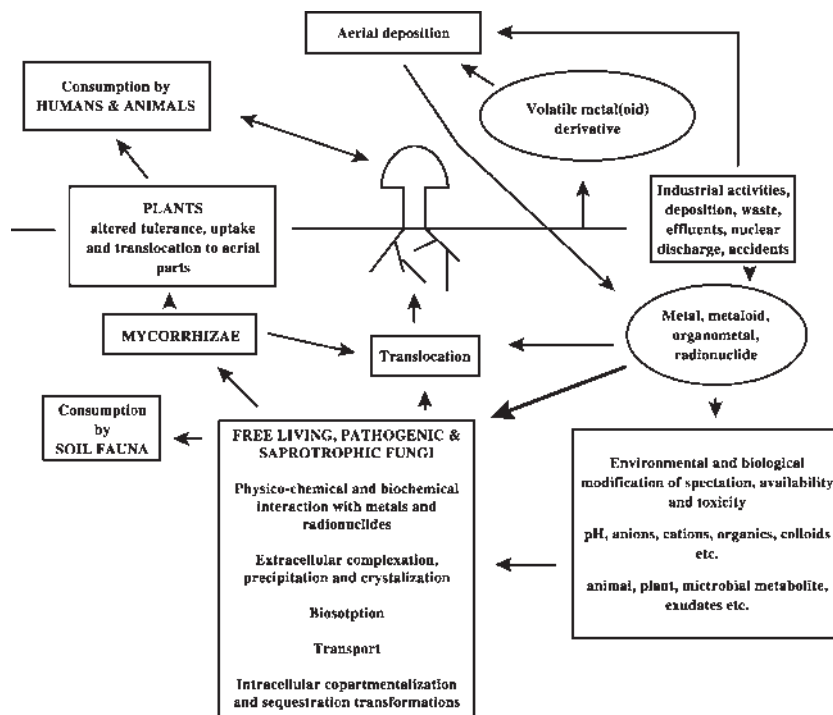 Aerial deposition
Consumption by
HUMANS & ANIMALS
Volatile metal(oid)
derivative
PLANTS
altered tolerance, uptake
and translocation to aerial
parts
Industrial activities,
deposition, waste,
effluents, nuclear
discharge, accidents
MYCORRHIZAE
Translocation
Metal, metaloid,
organometal,
radionuclide
Consumption
by
SOIL FAUNA
FREE LIVING, PATHOGENIC &
SAPROTROPHIC FUNGI
Physico-chemical and biochemical
interaction with metals and
radionuclides
Extracellular complexation,
precipitation and crystalization
Biosotption
Transport
Intracellular copartmentalization
and sequestration transformations
Environmental and biological
modification of spectation, availability
and toxicity
pH, anions, cations, organics, colloids
etc.
animal, plant, mictrobial metabolite,
exudates etc.